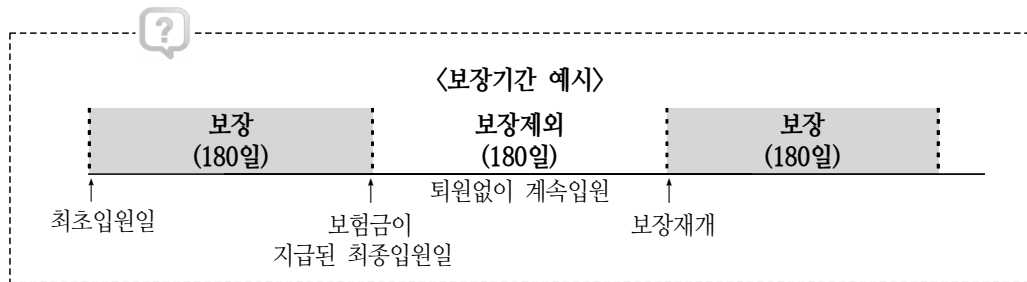 ?
〈보장기간 예시〉
보장
(180일)
보장제외
(180일)
보장
(180일)
퇴원없이 계속입원
최초입원일
보험금이
지급된 최종입원일
보장재개